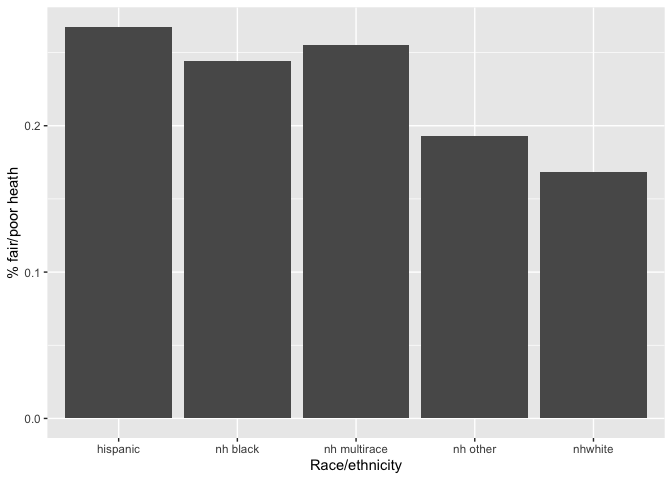 % fair/poor heath
0.2
0.1
0.0
hispanic
nh black
nh multirace
nh other
nhwhite
Race/ethnicity